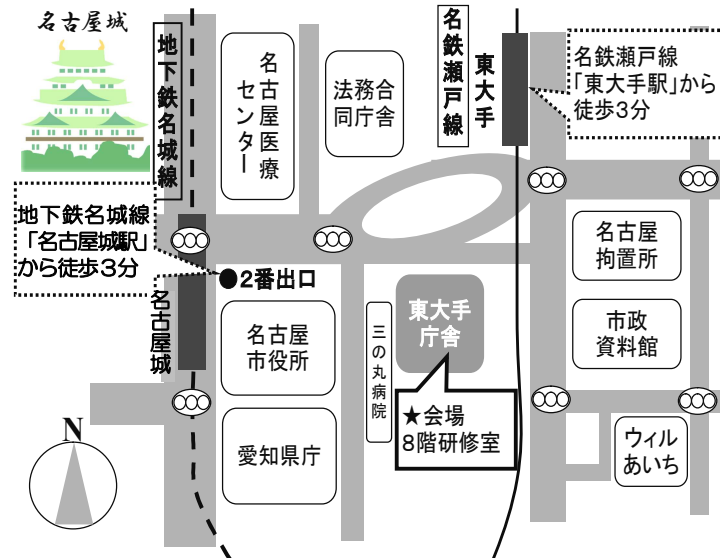 名古屋城
地下鉄名城線
名古屋医療
センター
法務合
同庁舎
名鉄瀬戸線
東大手
名鉄瀬戸線
「東大手駅」から
徒歩3分
地下鉄名城線
「名古屋城駅」
から徒歩3分
●2番出口
名古屋城
名古屋
市役所
三の丸病院
東大手
庁舎
名古屋
拘置所
市政
資料館
★会場
8階研修室
愛知県庁
ウィル
あいち
N